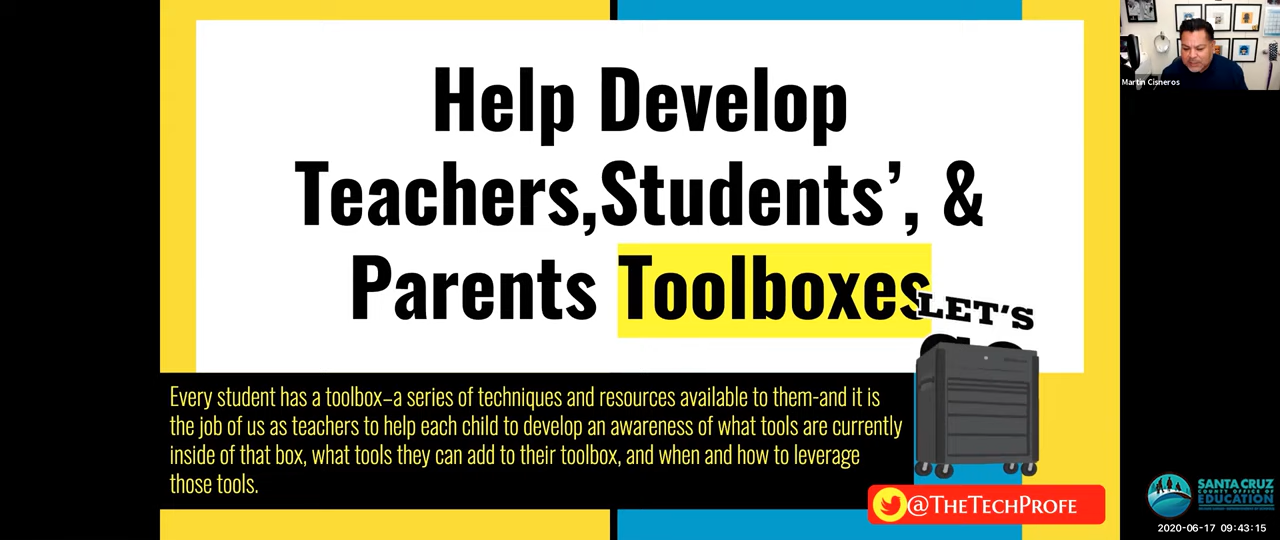 Help Develop
Teachers,Students’, &
Parents Toolboxes
LET’S
Every student has a toolbox–a series of techniques and resources available to them-and it is
the job of us as teachers to help each child to develop an awareness of what tools are currently
inside of that box, what tools they can add to their toolbox, and when and how to leverage
those tools.
@TheTechProfe
Martin Cisneros
SANTA CRUZ
COUNTY OFFICE OF
EDUCATION
2020-06-17 09:43:15